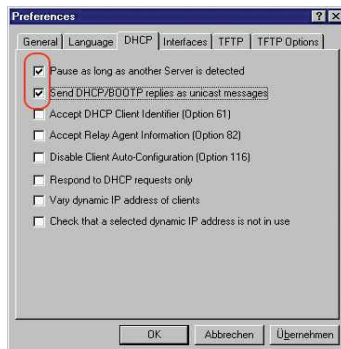 Preferences
General Language DHCP Interfaces TFTP TFTP Options
Pause as long as another Server is detected
Send DHCP/BOOTP replies as unicast messages
Accept DHCP Client Identifier (Option 61)
Accept Relay Agent Information (Option 82)
Disable Client Auto-Configuration (Option 116)
Respond to DHCP requests only
Vary dynamic IP address of clients
Check that a selected dynamic IP address is not in use
OK Abbrechen Übernehmen